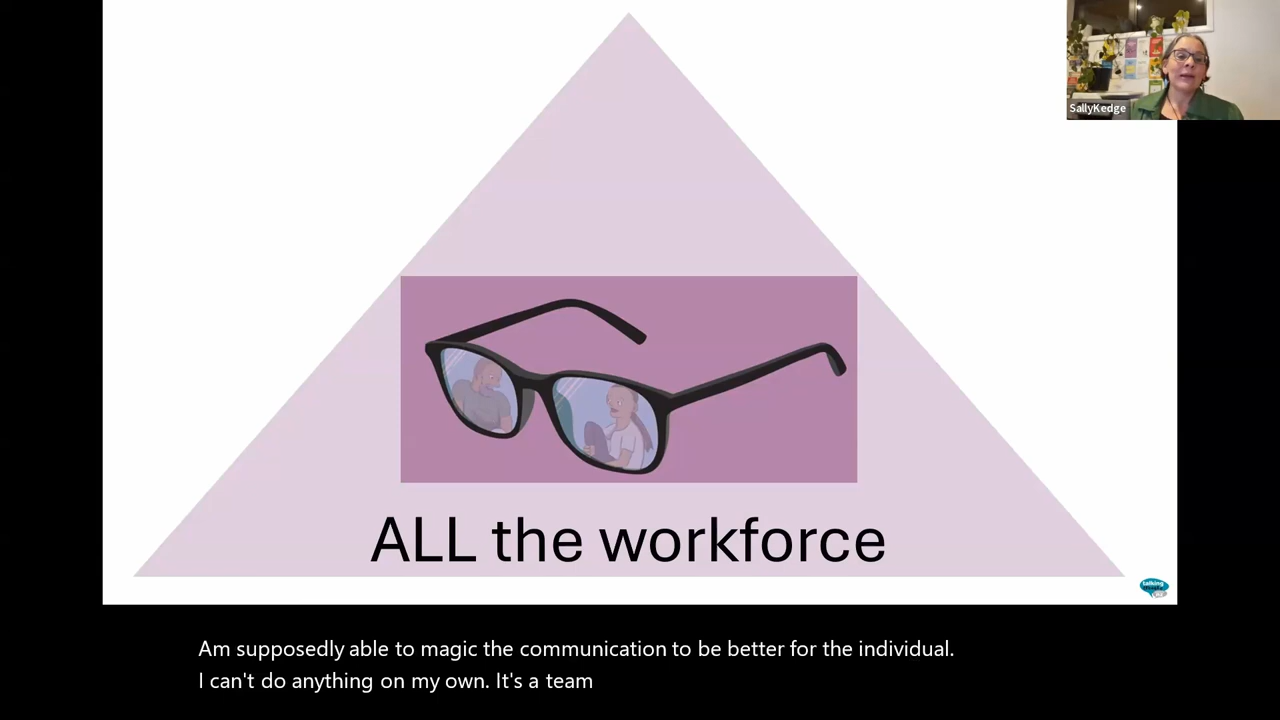 SallyKedge
ALL the workforce
talking
Am supposedly able to magic the communication to be better for the individual.
I can't do anything on my own. It's a team